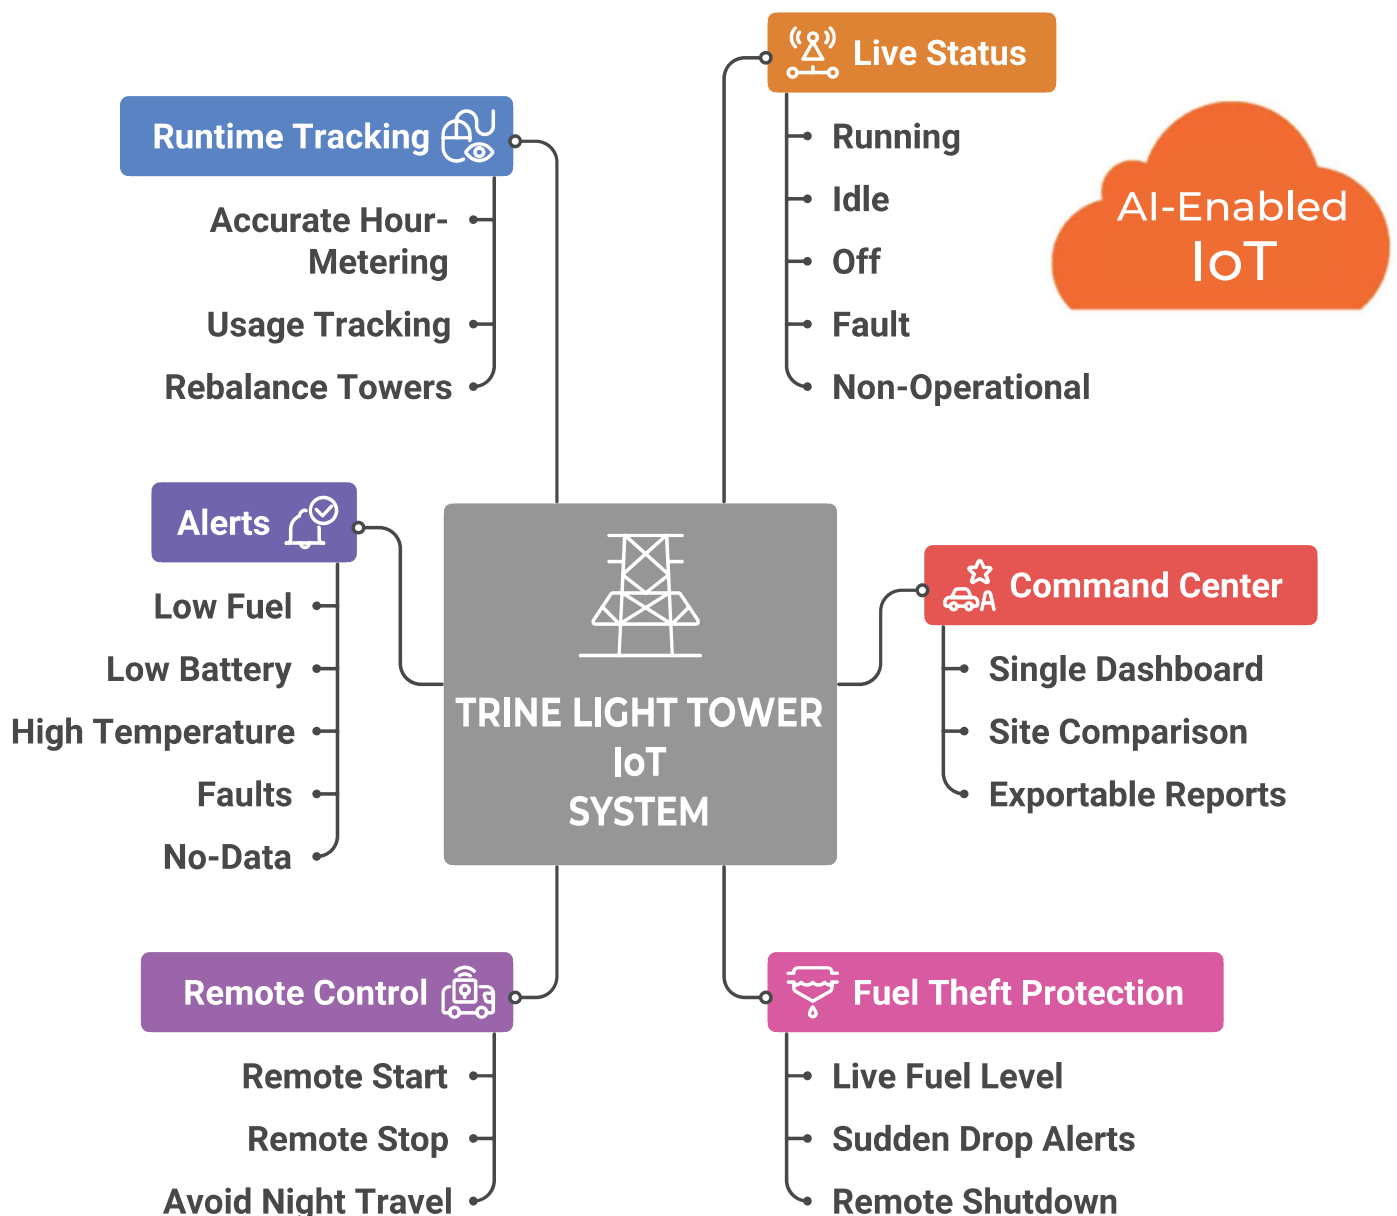 Live Status
Running
Idle
Off
Fault
Non-Operational
AI-Enabled
IoT
Runtime Tracking
Accurate Hour-
Metering
Usage Tracking
Rebalance Towers
Alerts
Low Fuel
Low Battery
High Temperature
Faults
No-Data
TRINE LIGHT TOWER
IoT
SYSTEM
Command Center
Single Dashboard
Site Comparison
Exportable Reports
Remote Control
Remote Start
Remote Stop
Avoid Night Travel
Fuel Theft Protection
Live Fuel Level
Sudden Drop Alerts
Remote Shutdown